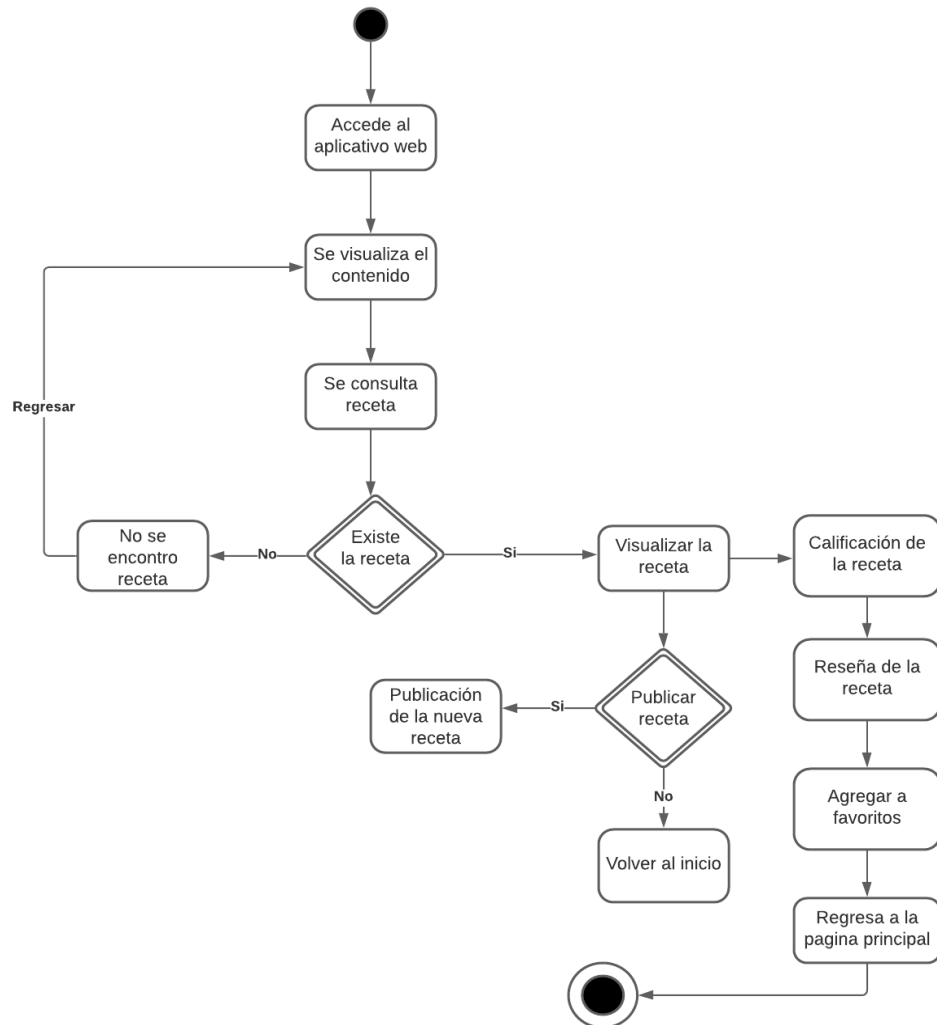 Accede al
aplicativo web
Se visualiza el
contenido
Se consulta
receta
Regresar
Existe
la receta
No
No se
encontro
receta
Si
Visualizar la
receta
Calificación de
la receta
Reseña de la
receta
Publicar
receta
Si
Publicación
de la nueva
receta
No
Volver al inicio
Agregar a
favoritos
Regresa a la
pagina principal